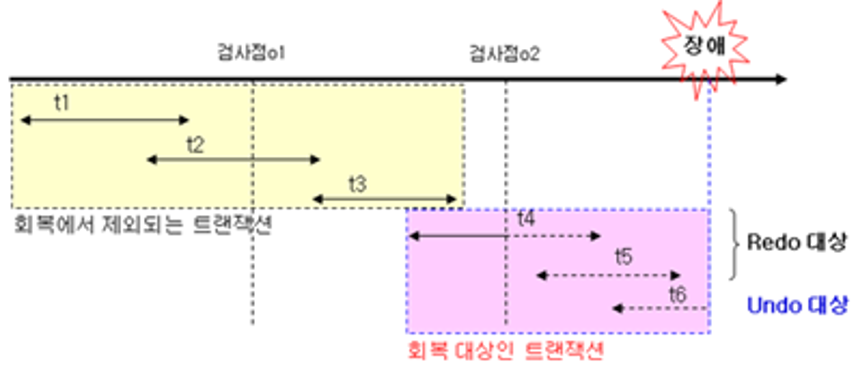 검사점o1
검사점o2
장애
t1
t2
t3
회복에서 제외되는 트랜잭션
t4
t5
t6
Redo 대상
Undo 대상
회복 대상인 트랜잭션